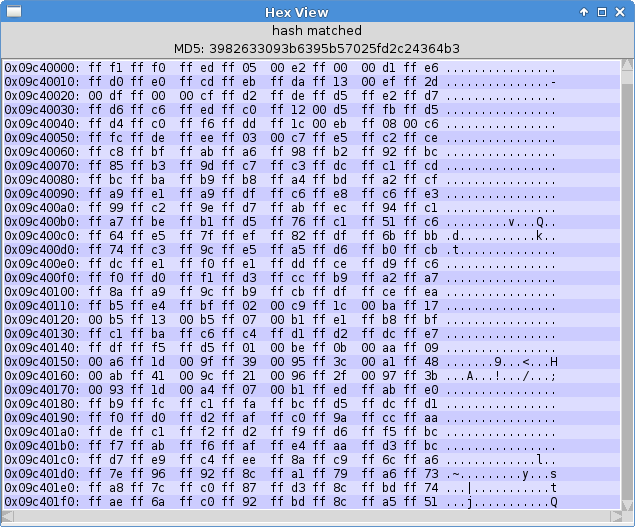 Hex View
hash matched
MD5: 3982633093b6395b57025fd2c24364b3
0x09c40000: ff f1 ff f0 ff ed ff 05 00 e2 ff 00 00 d1 ff e6 ................
0x09c40010: ff d0 ff e0 ff cd ff eb ff da ff 13 00 ef ff 2d ...............-
0x09c40020: 00 df ff 00 00 cf ff d2 ff de ff d5 ff e2 ff d7 ................
0x09c40030: ff d6 ff c6 ff ed ff c0 ff 12 00 d5 ff fb ff d5 ................
0x09c40040: ff d4 ff c0 ff f6 ff dd ff 1c 00 eb ff 08 00 c6 ................
0x09c40050: ff fc ff de ff ee ff 03 00 c7 ff e5 ff c2 ff ce ................
0x09c40060: ff c8 ff bf ff ab ff a6 ff 98 ff b2 ff 92 ff bc ................
0x09c40070: ff 85 ff b3 ff 9d ff c7 ff c3 ff dc ff c1 ff cd ................
0x09c40080: ff bc ff ba ff b9 ff b8 ff a4 ff bd ff a2 ff cf ................
0x09c40090: ff a9 ff e1 ff a9 ff df ff c6 ff e8 ff c6 ff e3 ................
0x09c400a0: ff 99 ff c2 ff 9e ff d7 ff ab ff ec ff 94 ff c1 ................
0x09c400b0: ff a7 ff be ff b1 ff d5 ff 76 ff c1 ff 51 ff c6 .........v...Q..
0x09c400c0: ff 64 ff e5 ff 7f ff ef ff 82 ff df ff 6b ff bb .d...........k..
0x09c400d0: ff 74 ff c3 ff 9c ff e5 ff a5 ff d6 ff b0 ff cb .t..............
0x09c400e0: ff dc ff e1 ff f0 ff e1 ff dd ff ce ff d9 ff c6 ................
0x09c400f0: ff f0 ff d0 ff f1 ff d3 ff cc ff b9 ff a2 ff a7 ................
0x09c40100: ff 8a ff a9 ff 9c ff b9 ff cb ff df ff ce ff ea ................
0x09c40110: ff b5 ff e4 ff bf ff 02 00 c9 ff 1c 00 ba ff 17 ................
0x09c40120: 00 b5 ff 13 00 b5 ff 07 00 b1 ff e1 ff b8 ff bf ................
0x09c40130: ff c1 ff ba ff c6 ff c4 ff d1 ff d2 ff dc ff e7 ................
0x09c40140: ff df ff f5 ff d5 ff 01 00 be ff 0b 00 aa ff 09 ................
0x09c40150: 00 a6 ff 1d 00 9f ff 39 00 95 ff 3c 00 a1 ff 48 .......9...<...H
0x09c40160: 00 ab ff 41 00 9c ff 21 00 96 ff 2f 00 97 ff 3b ...A...!.../...;
0x09c40170: 00 93 ff 1d 00 a4 ff 07 00 b1 ff ed ff ab ff e0 ................
0x09c40180: ff b9 ff fc ff c1 ff fa ff bc ff d5 ff dc ff d1 ................
0x09c40190: ff f0 ff d0 ff d2 ff af ff c0 ff 9a ff cc ff aa ................
0x09c401a0: ff de ff c1 ff f2 ff d2 ff f9 ff d6 ff f5 ff bc ................
0x09c401b0: ff f7 ff ab ff f6 ff af ff e4 ff aa ff d3 ff bc ................
0x09c401c0: ff d7 ff e9 ff c4 ff ee ff 8a ff c9 ff 6c ff a6 .............l..
0x09c401d0: ff 7e ff 96 ff 92 ff 8c ff a1 ff 79 ff a6 ff 73 .~.........y...s
0x09c401e0: ff a8 ff 7c ff c0 ff 87 ff d3 ff 8c ff bd ff 74 ...|...........t
0x09c401f0: ff ae ff 6a ff c0 ff 92 ff bd ff 8c ff a5 ff 51 ...j...........Q